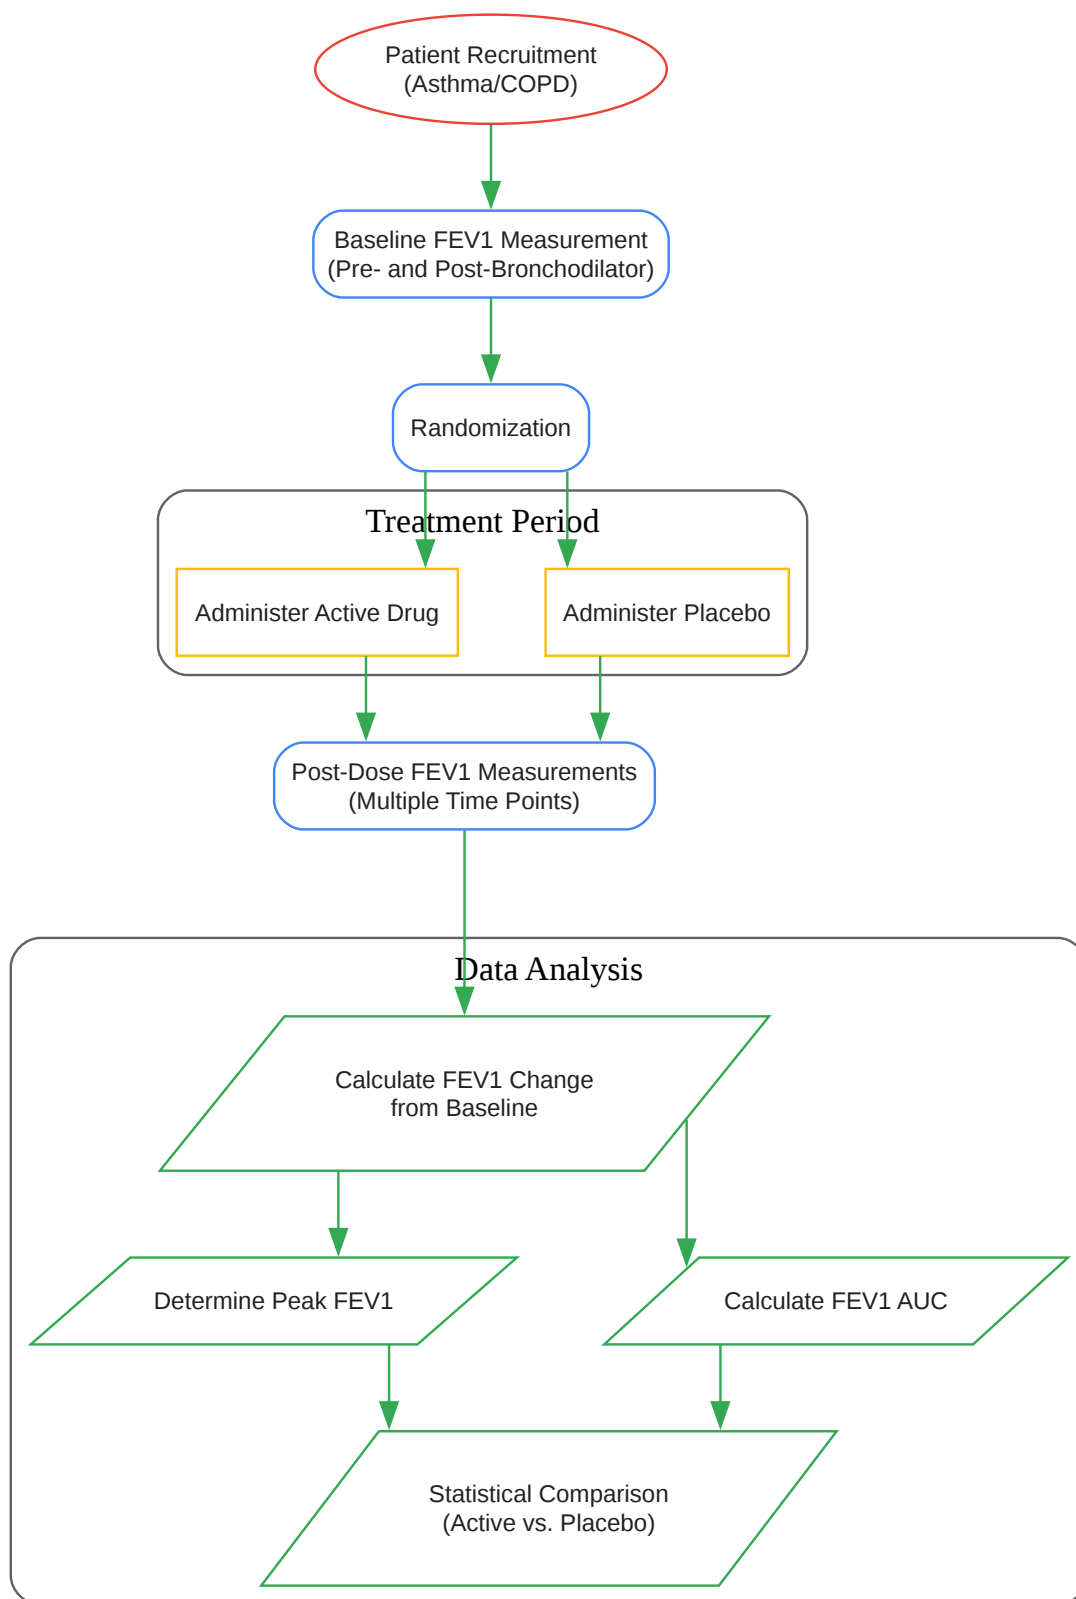 Patient Recruitment
(Asthma/COPD)
Baseline FEV1 Measurement
(Pre- and Post-Bronchodilator)
Randomization
Treatment Period
Administer Active Drug
Administer Placebo
Post-Dose FEV1 Measurements
(Multiple Time Points)
Data Analysis
Calculate FEV1 Change
from Baseline
Determine Peak FEV1
Calculate FEV1 AUC
Statistical Comparison
(Active vs. Placebo)